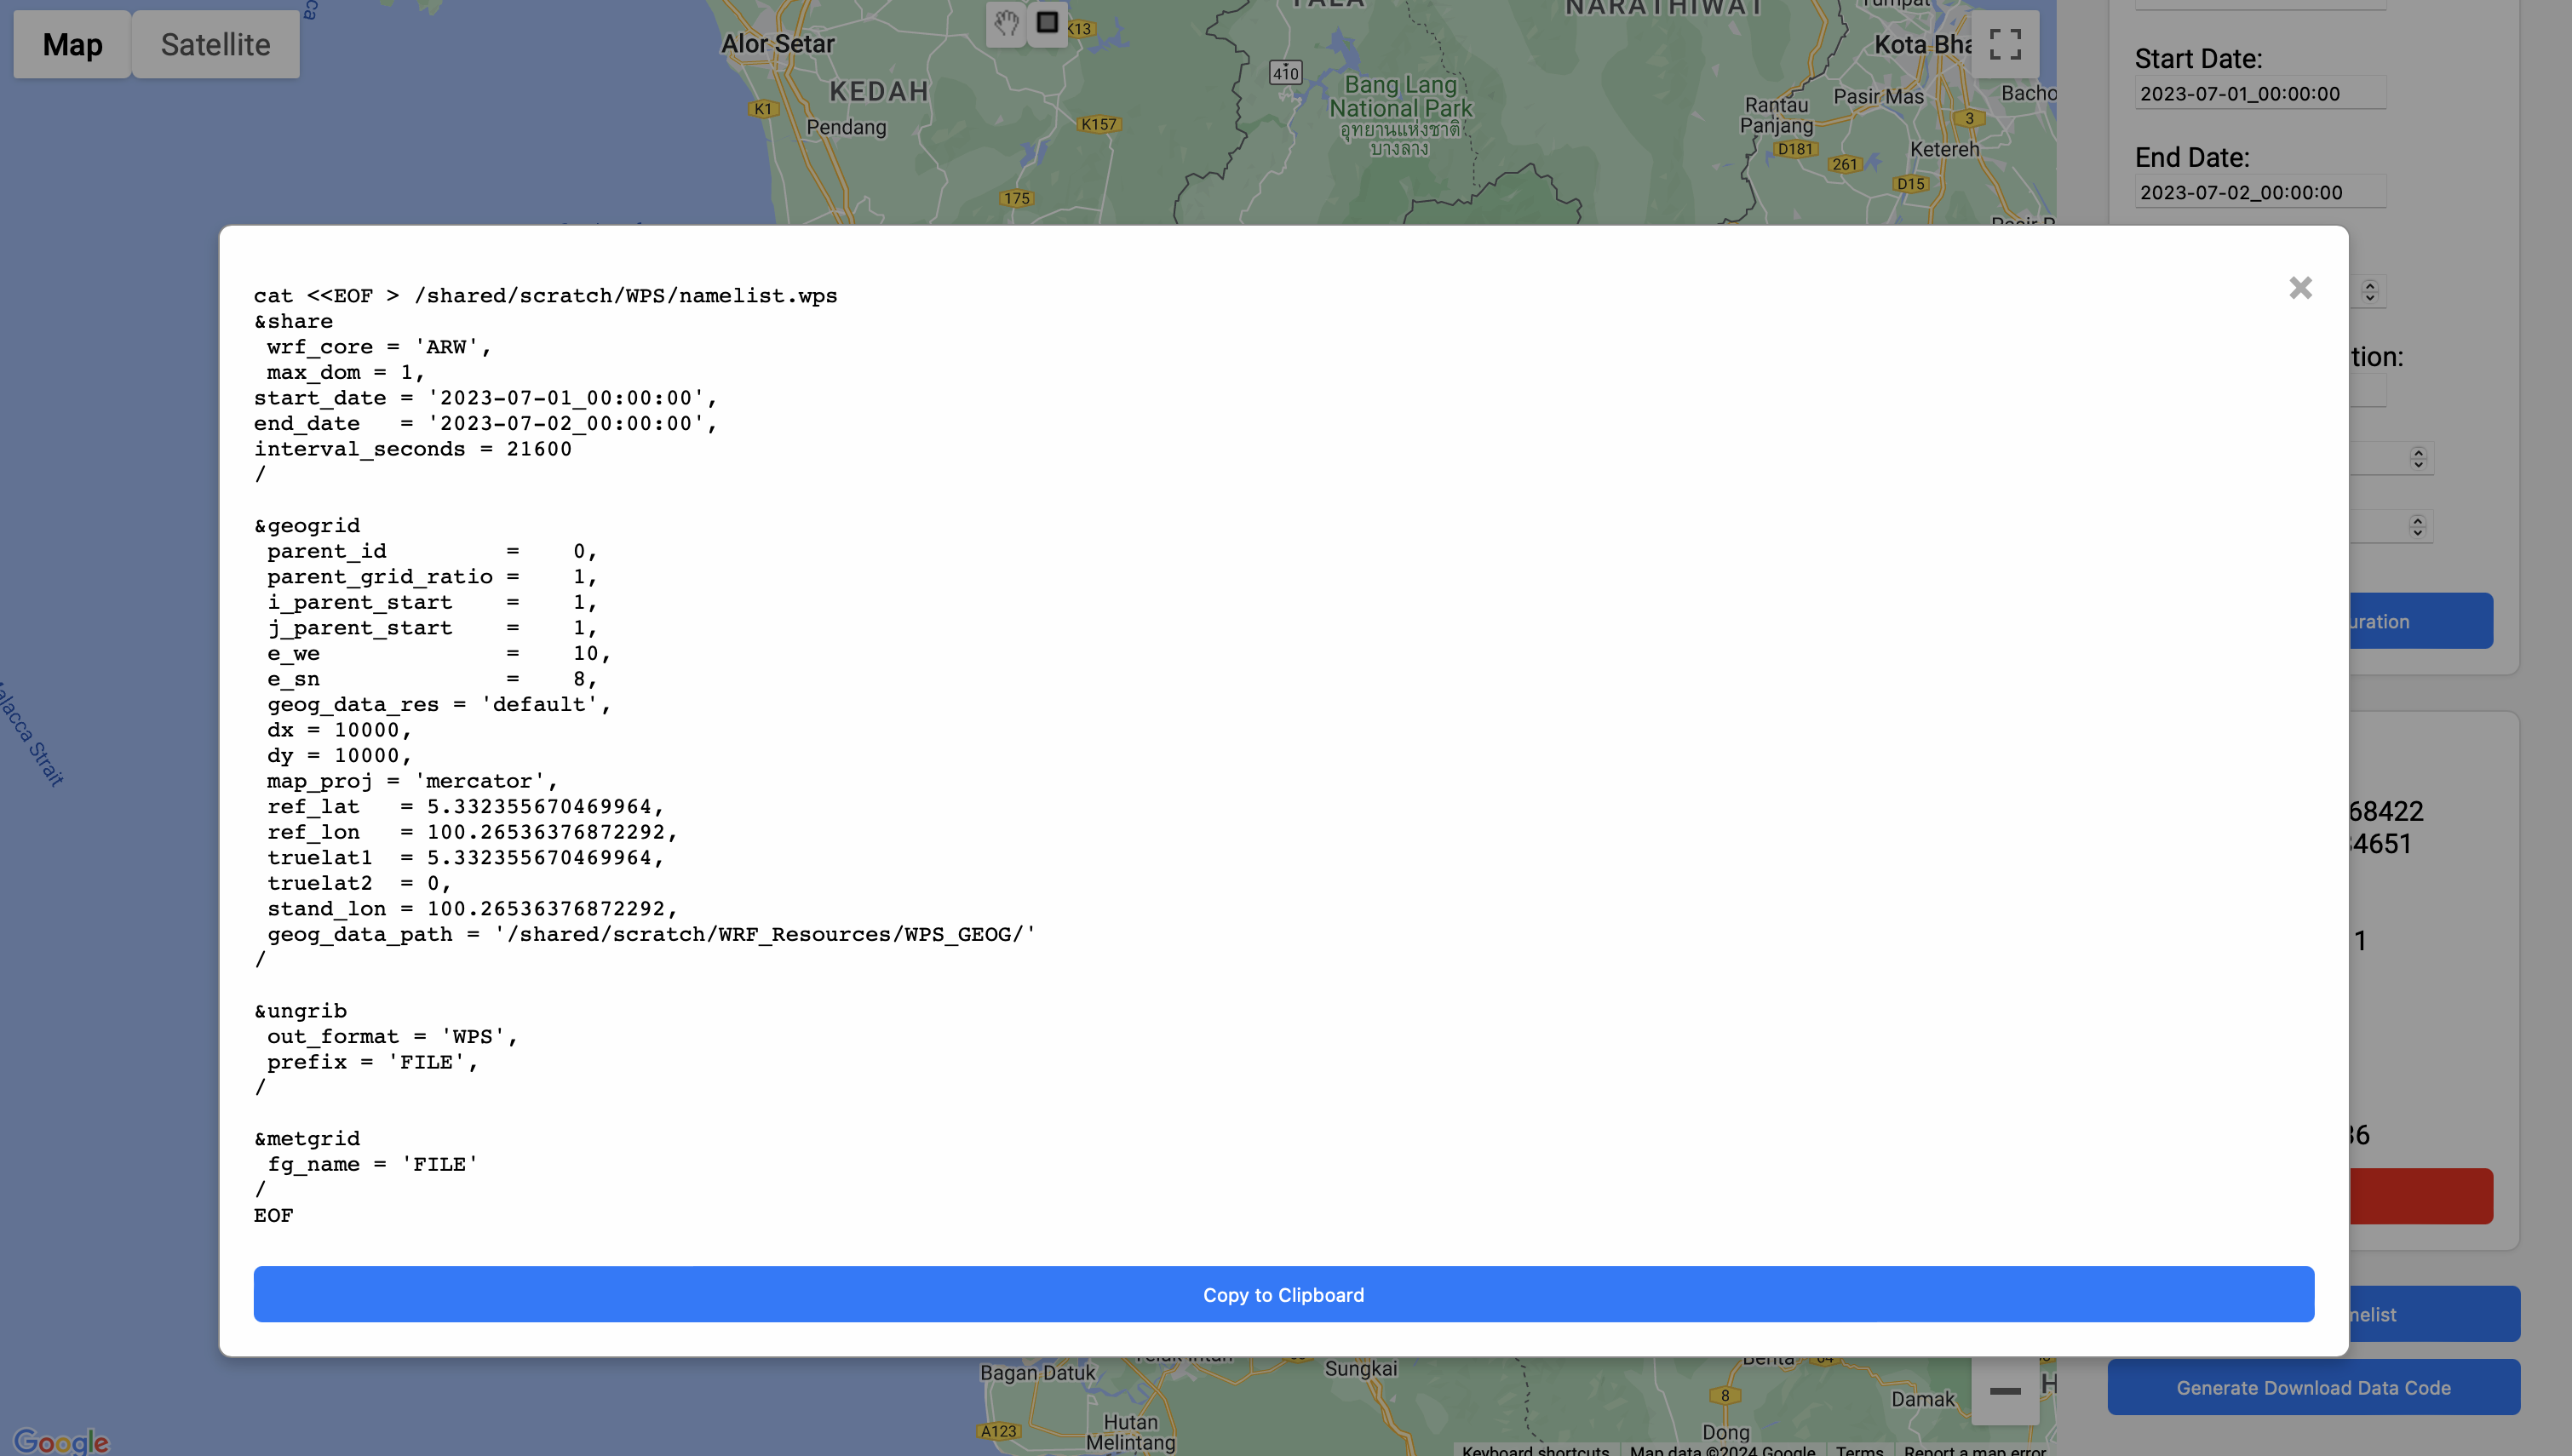 Map
Satellite
Alor Setar
K13
KEDAH
K1
Pendang
K157
175
410
Bang Lang
National Park
อุทยานแห่งชาติ
บางลาง
NARATHIWAT
Kota Bha
Rantau
Panjang
Pasir Mas
Bacho
3
D181
261
Ketereh
D15
Start Date:
2023-07-01_00:00:00
End Date:
2023-07-02_00:00:00
cat <<EOF > /shared/scratch/WPS/namelist.wps
&share
wrf_core = 'ARW',
max_dom = 1,
start_date = '2023-07-01_00:00:00',
end_date   = '2023-07-02_00:00:00',
interval_seconds = 21600
/
&geogrid
parent_id         =    0,
parent_grid_ratio =    1,
i_parent_start    =    1,
j_parent_start    =    1,
e_we              =    10,
e_sn              =    8,
geog_data_res = 'default',
dx = 10000,
dy = 10000,
map_proj = 'mercator',
ref_lat   = 5.332355670469964,
ref_lon   = 100.26536376872292,
truelat1  = 5.332355670469964,
truelat2  = 0,
stand_lon = 100.26536376872292,
geog_data_path = '/shared/scratch/WRF_Resources/WPS_GEOG/'
/
&ungrib
out_format = 'WPS',
prefix = 'FILE',
/
&metgrid
fg_name = 'FILE'
/
EOF
Copy to Clipboard
tion:
uration
68422
4651
1
36
nelist
Generate Download Data Code
alacca Strait
Bagan Datuk
Sungkai
A123
Hutan
Melintang
8
Damak
Dong
H
Google
Keyboard shortcuts
Map data ©2024 Google
Terms
Report a map error